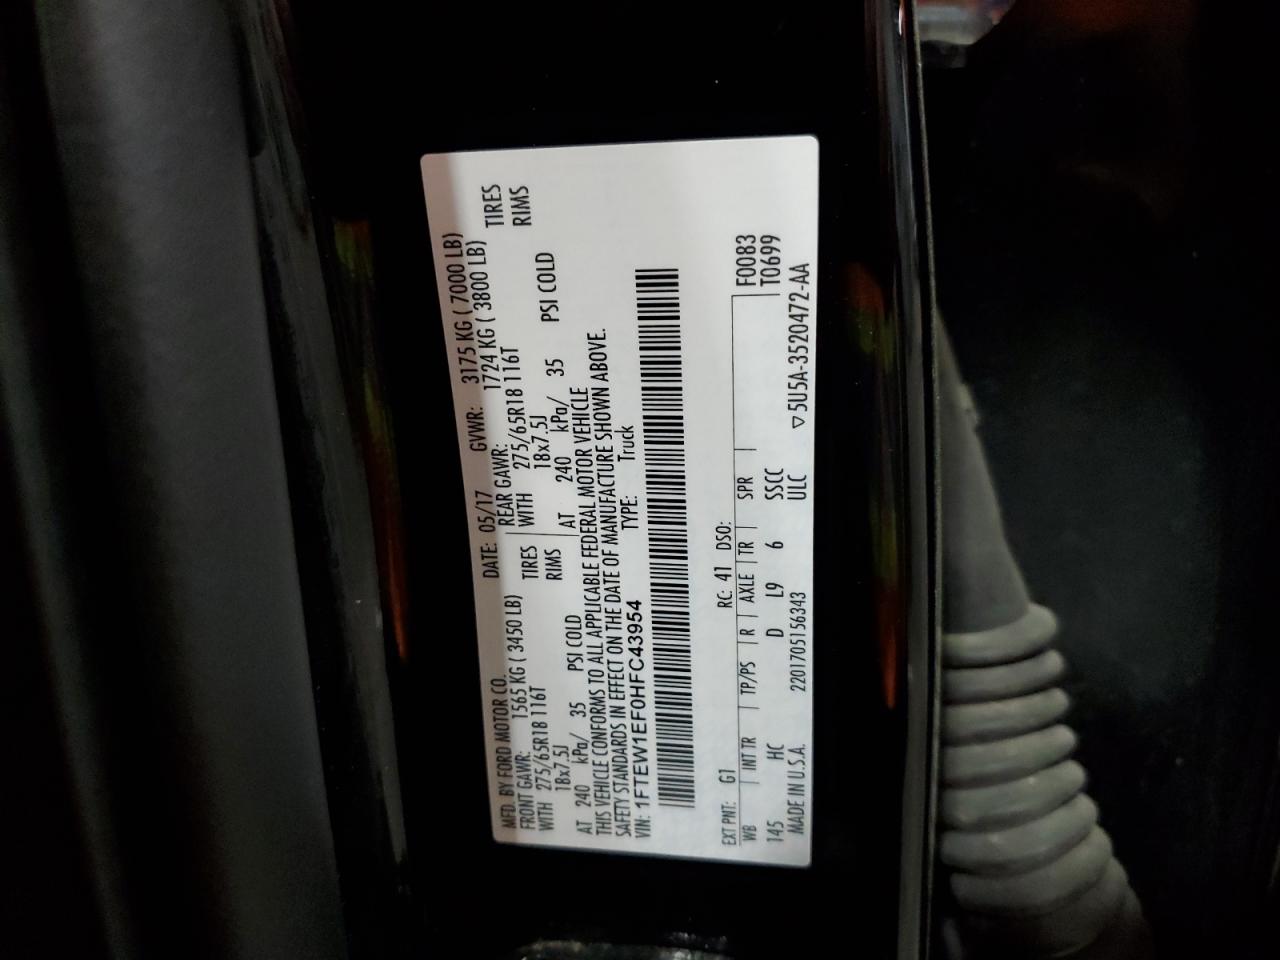 MFD. BY FORD MOTOR CO.
DATE: 05/17 GVWR: 3175 KG ( 7000 LB)
FRONT GAWR: 1565 KG ( 3450 LB)
REAR GAWR: 1724 KG ( 3800 LB)
WITH 275/65R18 116T TIRES
WITH 275/65R18 116T TIRES
18x7.5J RIMS
18x7.5J RIMS
AT 240 kPa/ 35 PSI COLD
AT 240 kPa/ 35 PSI COLD
THIS VEHICLE CONFORMS TO ALL APPLICABLE FEDERAL MOTOR VEHICLE
SAFETY STANDARDS IN EFFECT ON THE DATE OF MANUFACTURE SHOWN ABOVE.
VIN: 1FTEW1EF0HFC43954 TYPE: Truck
EXT PNT: G1 RC: 41 DSO: F0083
WB INT TR TP/PS R AXLE TR SPR T0699
145 HC D L9 6 SSCC
MADE IN U.S.A. 2201705156343 ULC ▽5U5A-3520472-AA